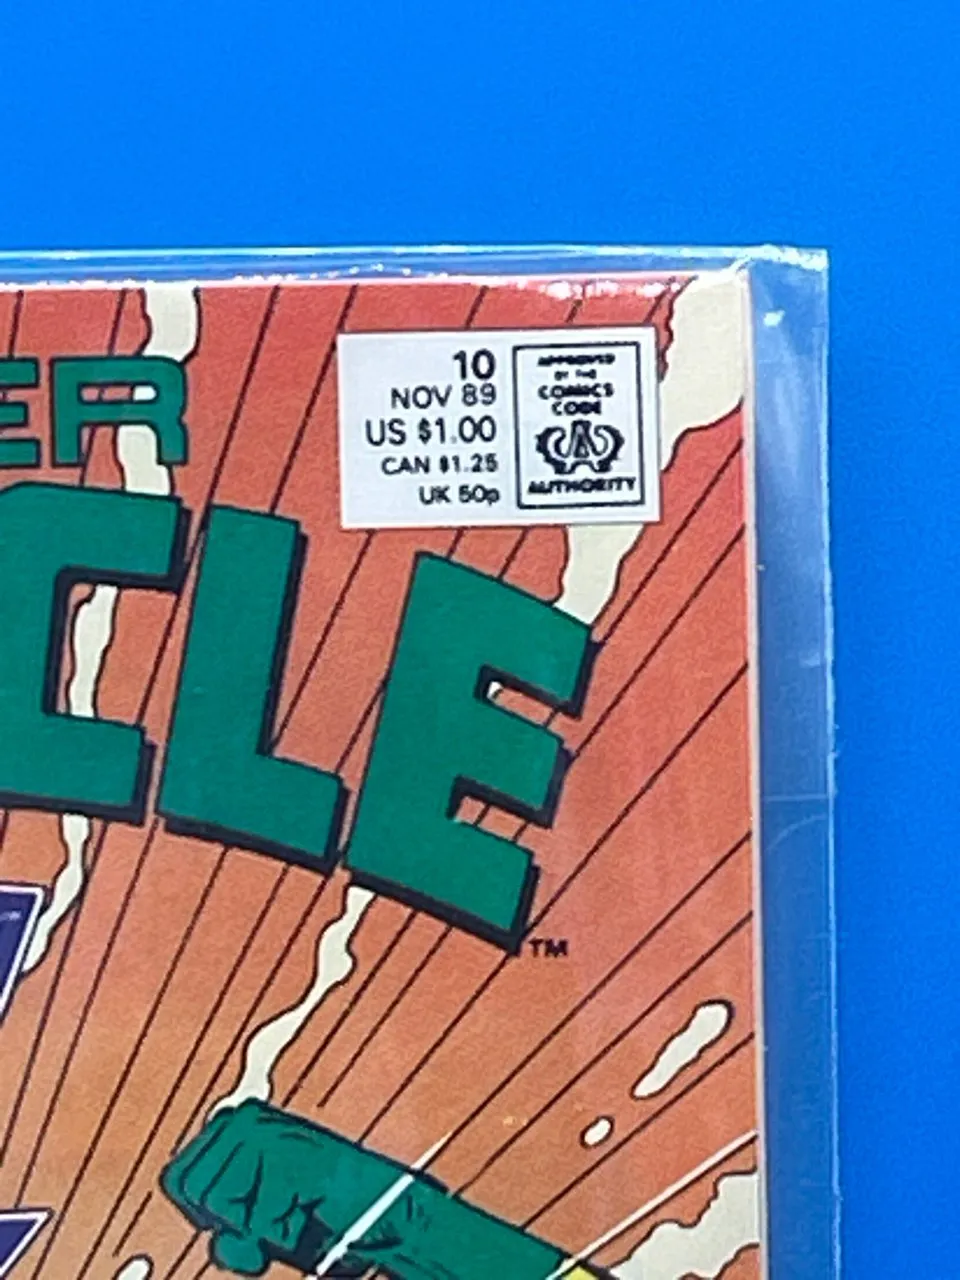 10
NOV 89
US $1.00
CAN $1.25
UK 50p
APPROVED
BY THE
COMICS
CODE
A
AUTHORITY
ER
CLE
TM